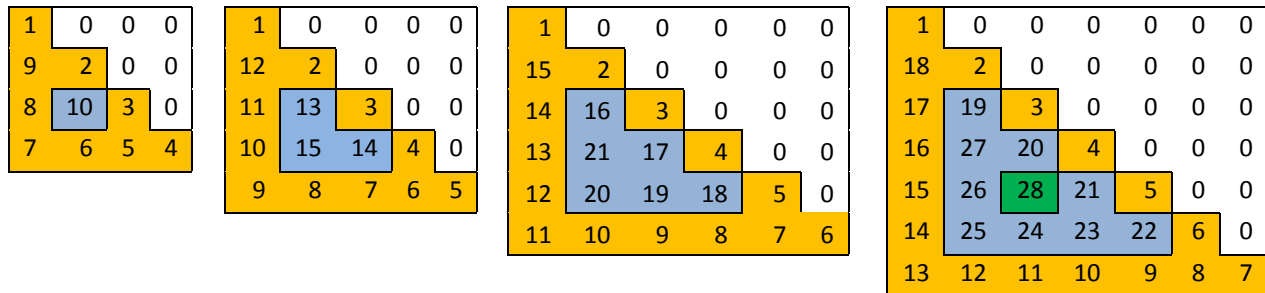 1 0 0 0
9 2 0 0
8 10 3 0
7 6 5 4
1 0 0 0 0
12 2 0 0 0
11 13 3 0 0
10 15 14 4 0
9 8 7 6 5
1 0 0 0 0 0
15 2 0 0 0 0
14 16 3 0 0 0
13 21 17 4 0 0
12 20 19 18 5 0
11 10 9 8 7 6
1 0 0 0 0 0 0
18 2 0 0 0 0 0
17 19 3 0 0 0 0
16 27 20 4 0 0 0
15 26 28 21 5 0 0
14 25 24 23 22 6 0
13 12 11 10 9 8 7